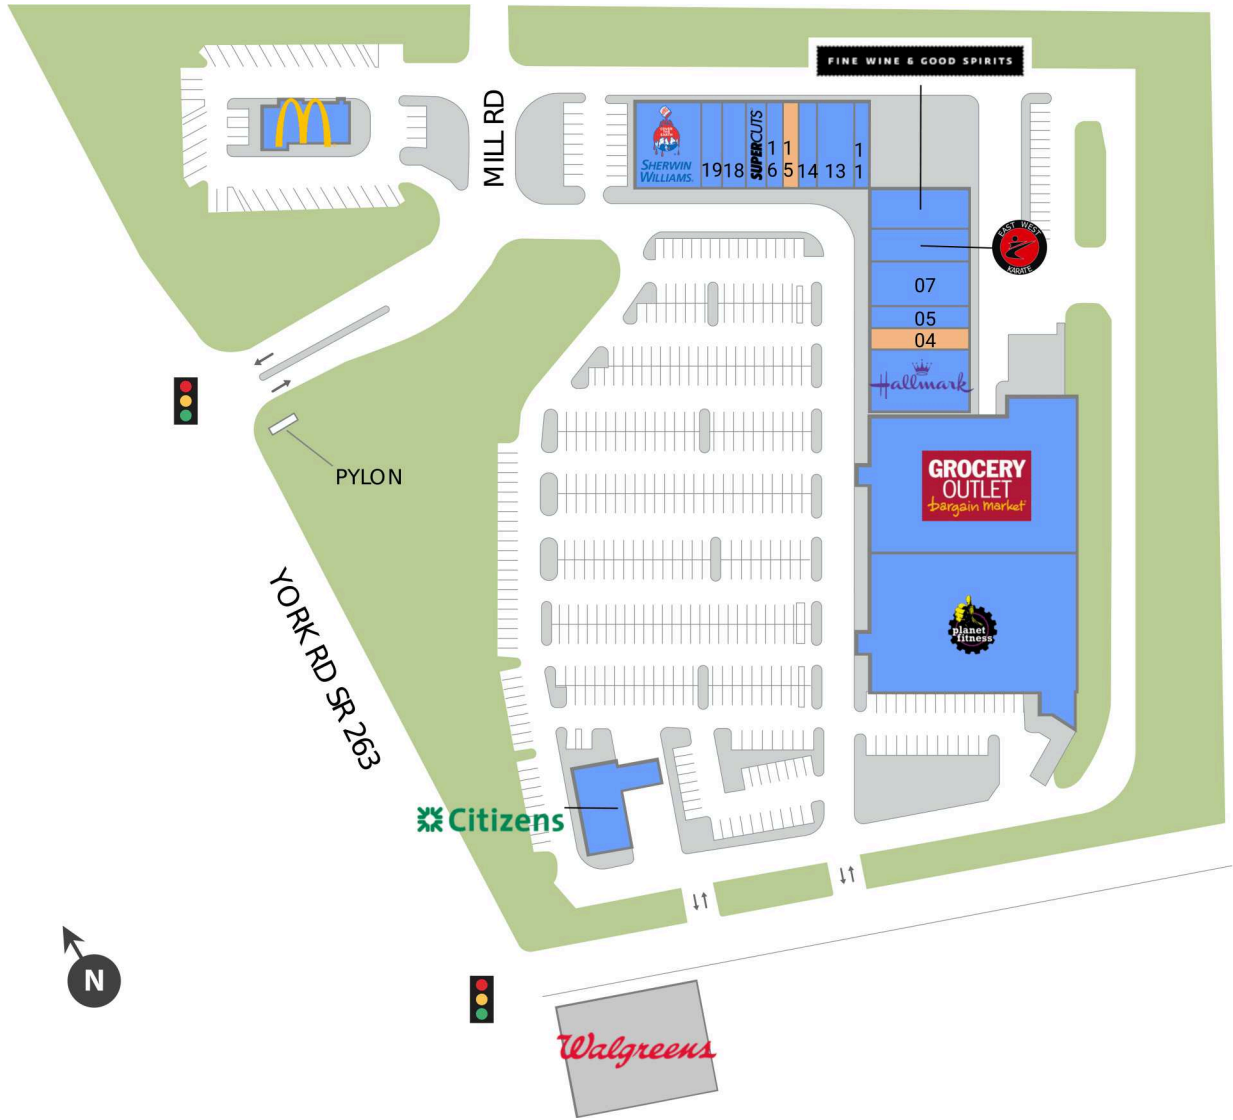 FINE WINE & GOOD SPIRITS
MILL RD
SHERWIN
WILLIAMS.
19
18
SUPERCUTS
16
15
14
13
11
EAST WEST
KARATE
07
05
04
Hallmark
GROCERY
OUTLET
bargain market
PYLON
planet
fitness
YORK RD SR 263
Citizens
N
Walgreens